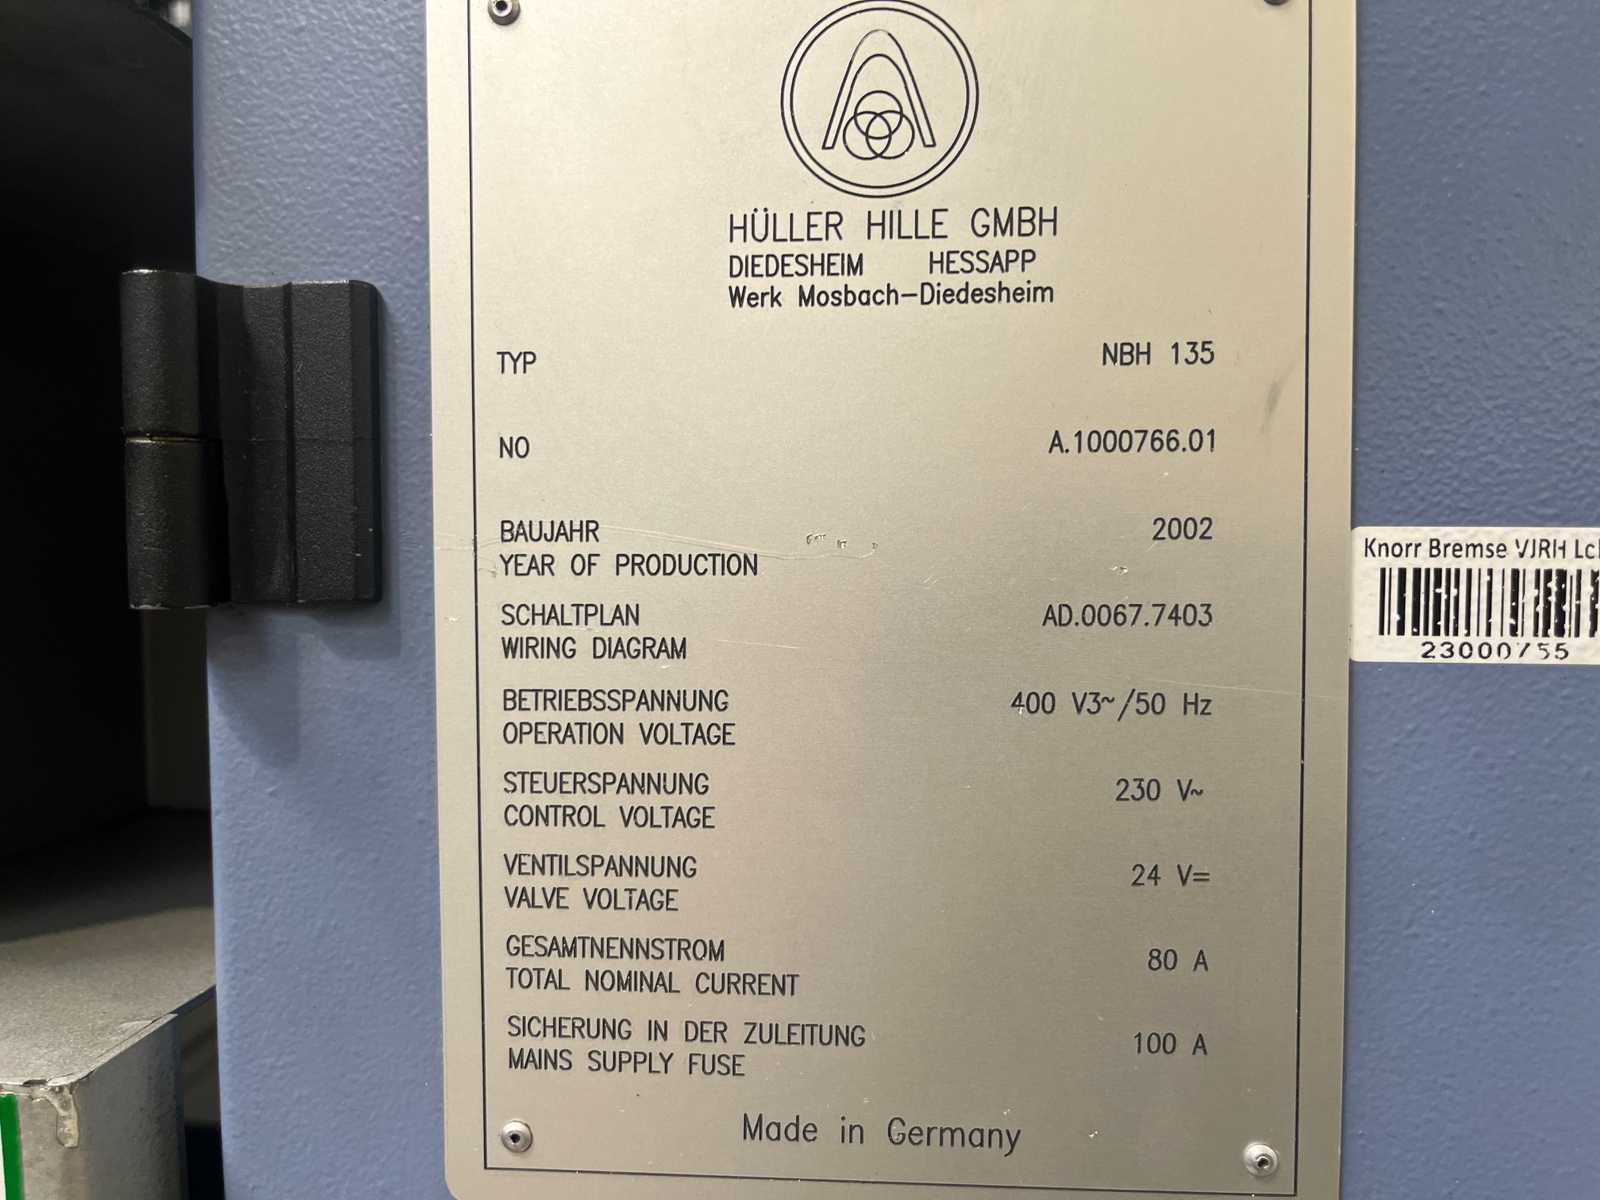 HÜLLER HILLE GMBH
DIEDESHEIM HESSAPP
Werk Mosbach-Diedesheim
TYP NBH 135
NO A.1000766.01
BAUJAHR 2002
YEAR OF PRODUCTION
SCHALTPLAN AD.0067.7403
WIRING DIAGRAM
BETRIEBSSPANNUNG 400 V3~/50 Hz
OPERATION VOLTAGE
STEUERSPANNUNG 230 V~
CONTROL VOLTAGE
VENTILSPANNUNG 24 V=
VALVE VOLTAGE
GESAMTNENNSTROM 80 A
TOTAL NOMINAL CURRENT
SICHERUNG IN DER ZULEITUNG 100 A
MAINS SUPPLY FUSE
Made in Germany
Knorr Bremse VJRH
23000755